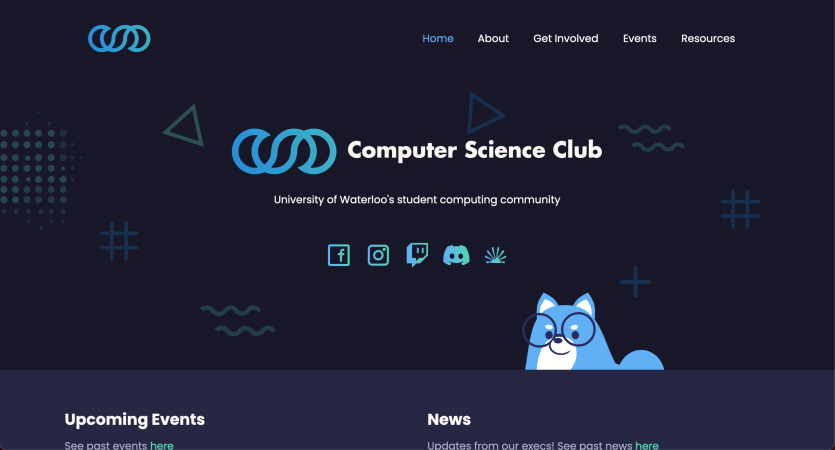 Home About Get Involved Events Resources
Computer Science Club
University of Waterloo's student computing community
Upcoming Events
See past events here
News
Updates from our execs! See past news here